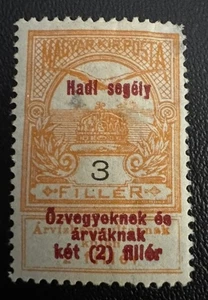 MAGYAR KIR. POSTA
Hadi segély
3
FILLÉR
Özvegyeknek és
árváknak
két (2) fillér